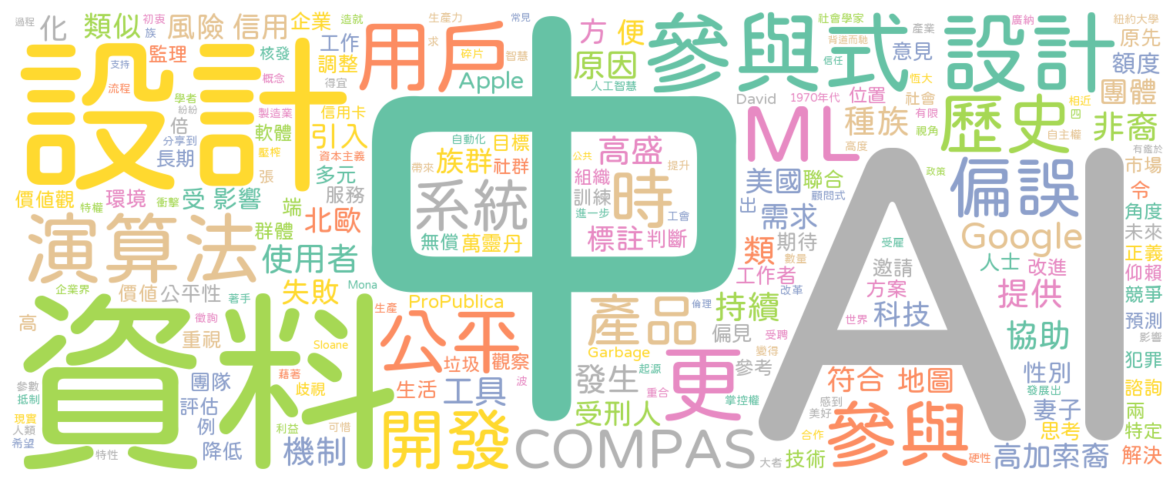 過程 化 類似 初衷 族 風險 信用 造就 企業
生產力 求 常見 方便
社會學家 產業 廣納 紐約大學 原先
設計 用戶 參與式設計
支持 流程 監理 核發 概念 工作 調整 得宜
碎片 智慧 Apple 原因 人工智慧
背道而馳 信任 意見 恆大 額度 團體
學者 紛紛 製造業 信用卡 倍 分享到 軟體 引入
David 1970年代 位置 社會 有限 相近 四
ML 種族 視角 歷史 自主權 非裔
長期 壓榨 資本主義 張 多元 自動化 目標 族群 社群
公共 高盛 帶來 提升 高度 有鑑於
中 AI
價值觀 特權 環境 衝擊 受 影響 服務 系統
組織 訓練 進一步 時 工會 政策 美國 聯合 顧問式 偏誤 市場 令
演算法 端 北歐 群體 無償 萬靈丹 標註 判斷
出 需求 期待 角度 未來
使用者 類 受雇 Google 正義
企業界 價值 公平性 著手 失敗 Mona
工作者 數量 改革 邀請 方案 人士 改進 仰賴
高 徵詢 重視 生產 ProPublica 產品 倫理 持續
世界 科技 提供 競爭
資料 Sloane 公平 Garbage 偏見 受聘 預測 影響
團隊 歧視 垃圾 觀察 起源 變得 協助
參數 抵制 藉著 生活 工具 波 發生 重合 更 參考 感到 美好
符合 地圖 發展出 性別 犯罪
現實 人類 希望 評估 例 利益 可惜 受刑人 掌控權
參與 妻子 兩 諮詢
特性 降低 機制 開發 COMPAS 合作 思考 特定
大者 技術 硬性 高加索裔 解決